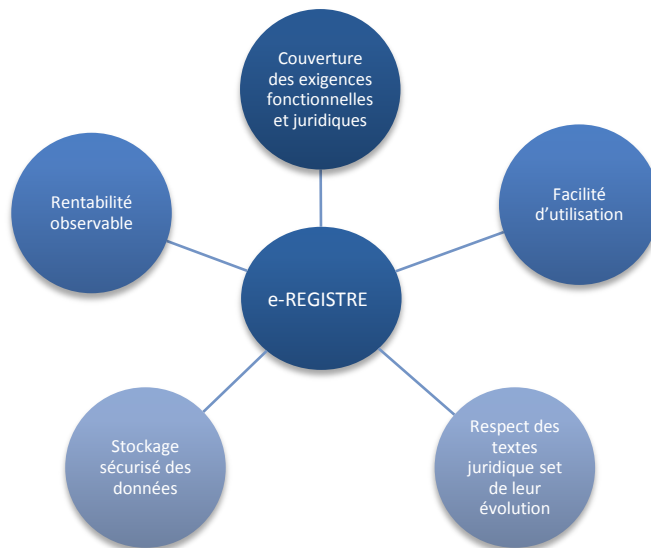 Couverture
des exigences
fonctionnelles
et juridiques
Rentabilité
observable
Facilité
d'utilisation
e-REGISTRE
Stockage
sécurisé des
données
Respect des
textes
juridique set
de leur
évolution